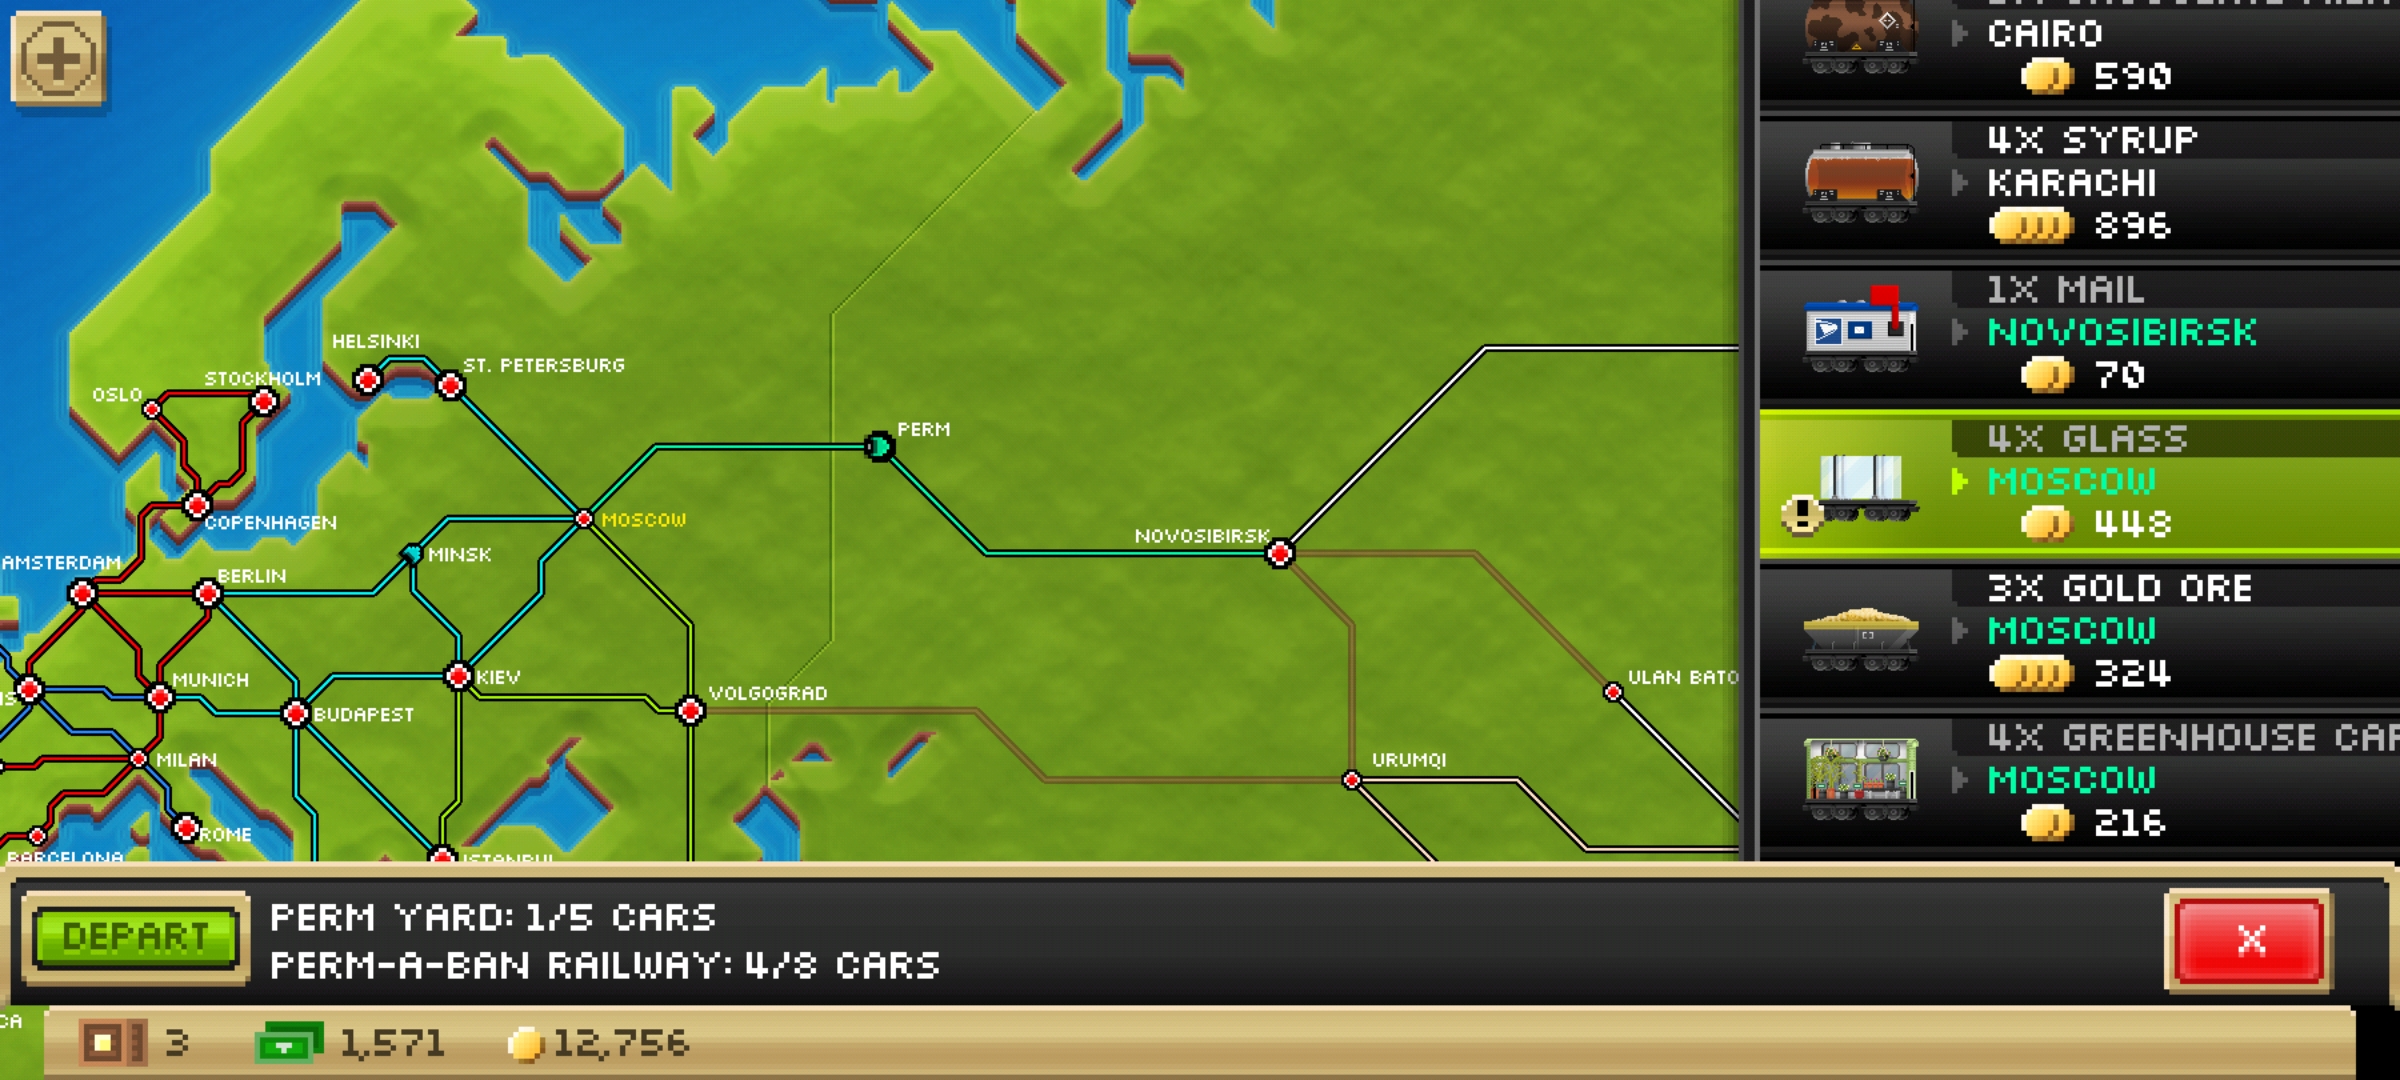 CAIRO
590
4X SYRUP
KARACHI
896
1X MAIL
NOVOSIBIRSK
70
4X GLASS
MOSCOW
448
3X GOLD ORE
MOSCOW
324
4X GREENHOUSE CAR
MOSCOW
216
HELSINKI
ST. PETERSBURG
STOCKHOLM
OSLO
PERM
COPENHAGEN
MOSCOW
NOVOSIBIRSK
MINSK
AMSTERDAM
BERLIN
KIEV
MUNICH
ULAN BATO
VOLGOGRAD
BUDAPEST
MILAN
URUMQI
ROME
BARCELONA
ISTANBUL
DEPART
PERM YARD: 1/5 CARS
PERM-A-BAN RAILWAY: 4/8 CARS
X
CA
3
1,571
12,756